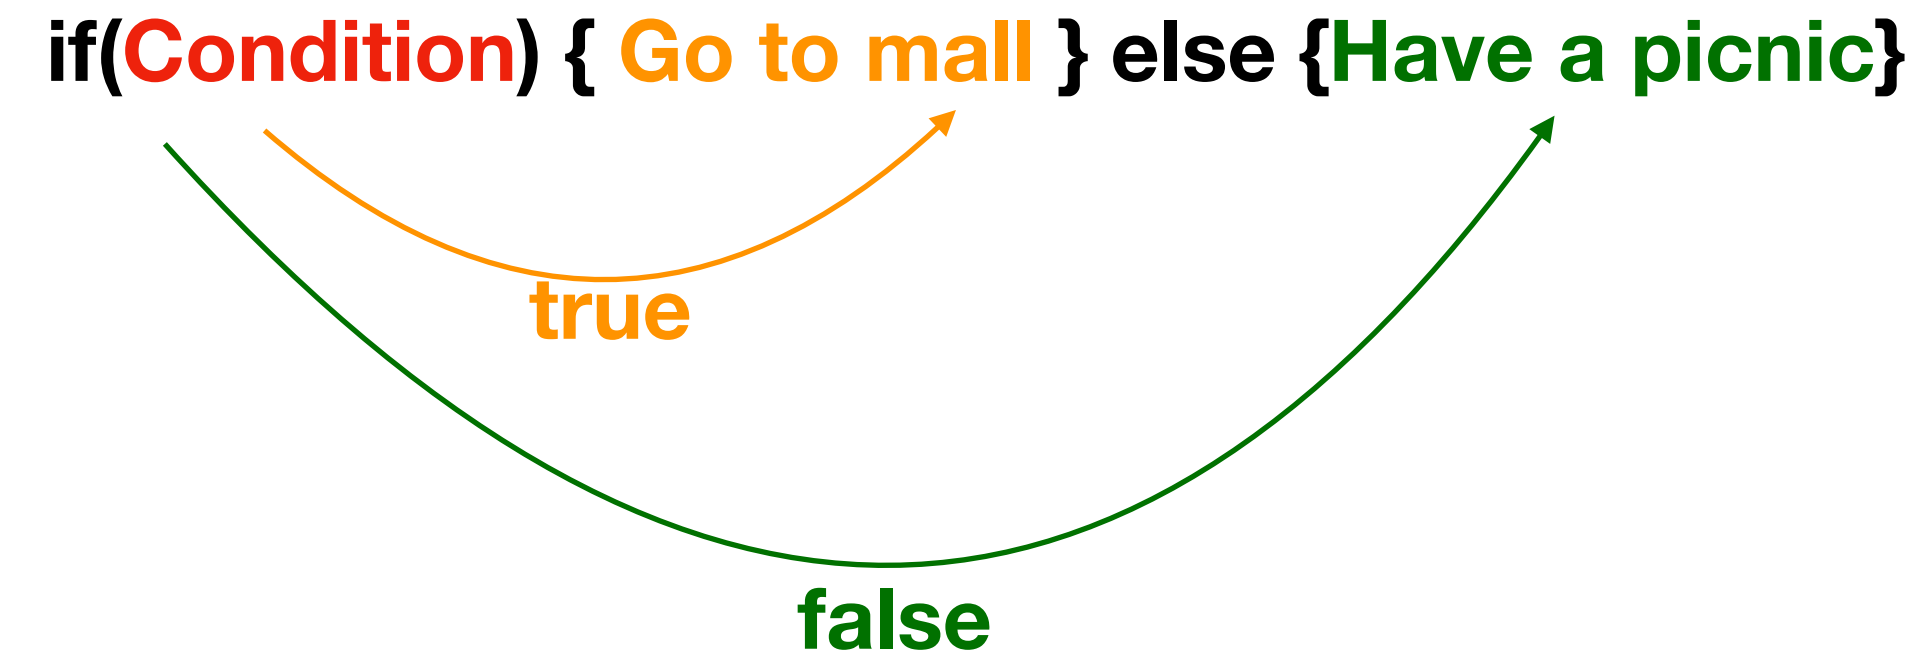 if(Condition) { Go to mall } else {Have a picnic}
true
false